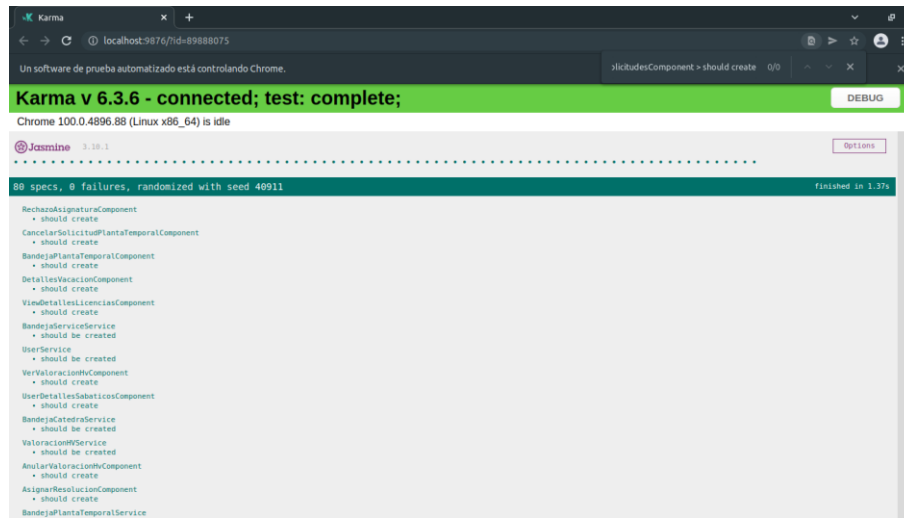 Karma
localhost:9876/?id=89888075
Un software de prueba automatizado está controlando Chrome.
licitudesComponent > should create 0/0
Karma v 6.3.6 - connected; test: complete;
DEBUG
Chrome 100.0.4896.88 (Linux x86_64) is idle
Jasmine 3.10.1
Options
80 specs, 0 failures, randomized with seed 40911
finished in 1.37s
RechazoAsignaturaComponent
• should create
CancelarSolicitudPlantaTemporalComponent
• should create
BandejaPlantaTemporalComponent
• should create
DetallesVacacionComponent
• should create
ViewDetallesLicenciasComponent
• should create
BandejaServiceService
• should be created
UserService
• should be created
VerValoracionHvComponent
• should create
UserDetallesSabaticosComponent
• should create
BandejaCatedraService
• should be created
ValoracionHVService
• should be created
AnularValoracionHvComponent
• should create
AsignarResolucionComponent
• should create
BandejaPlantaTemporalService